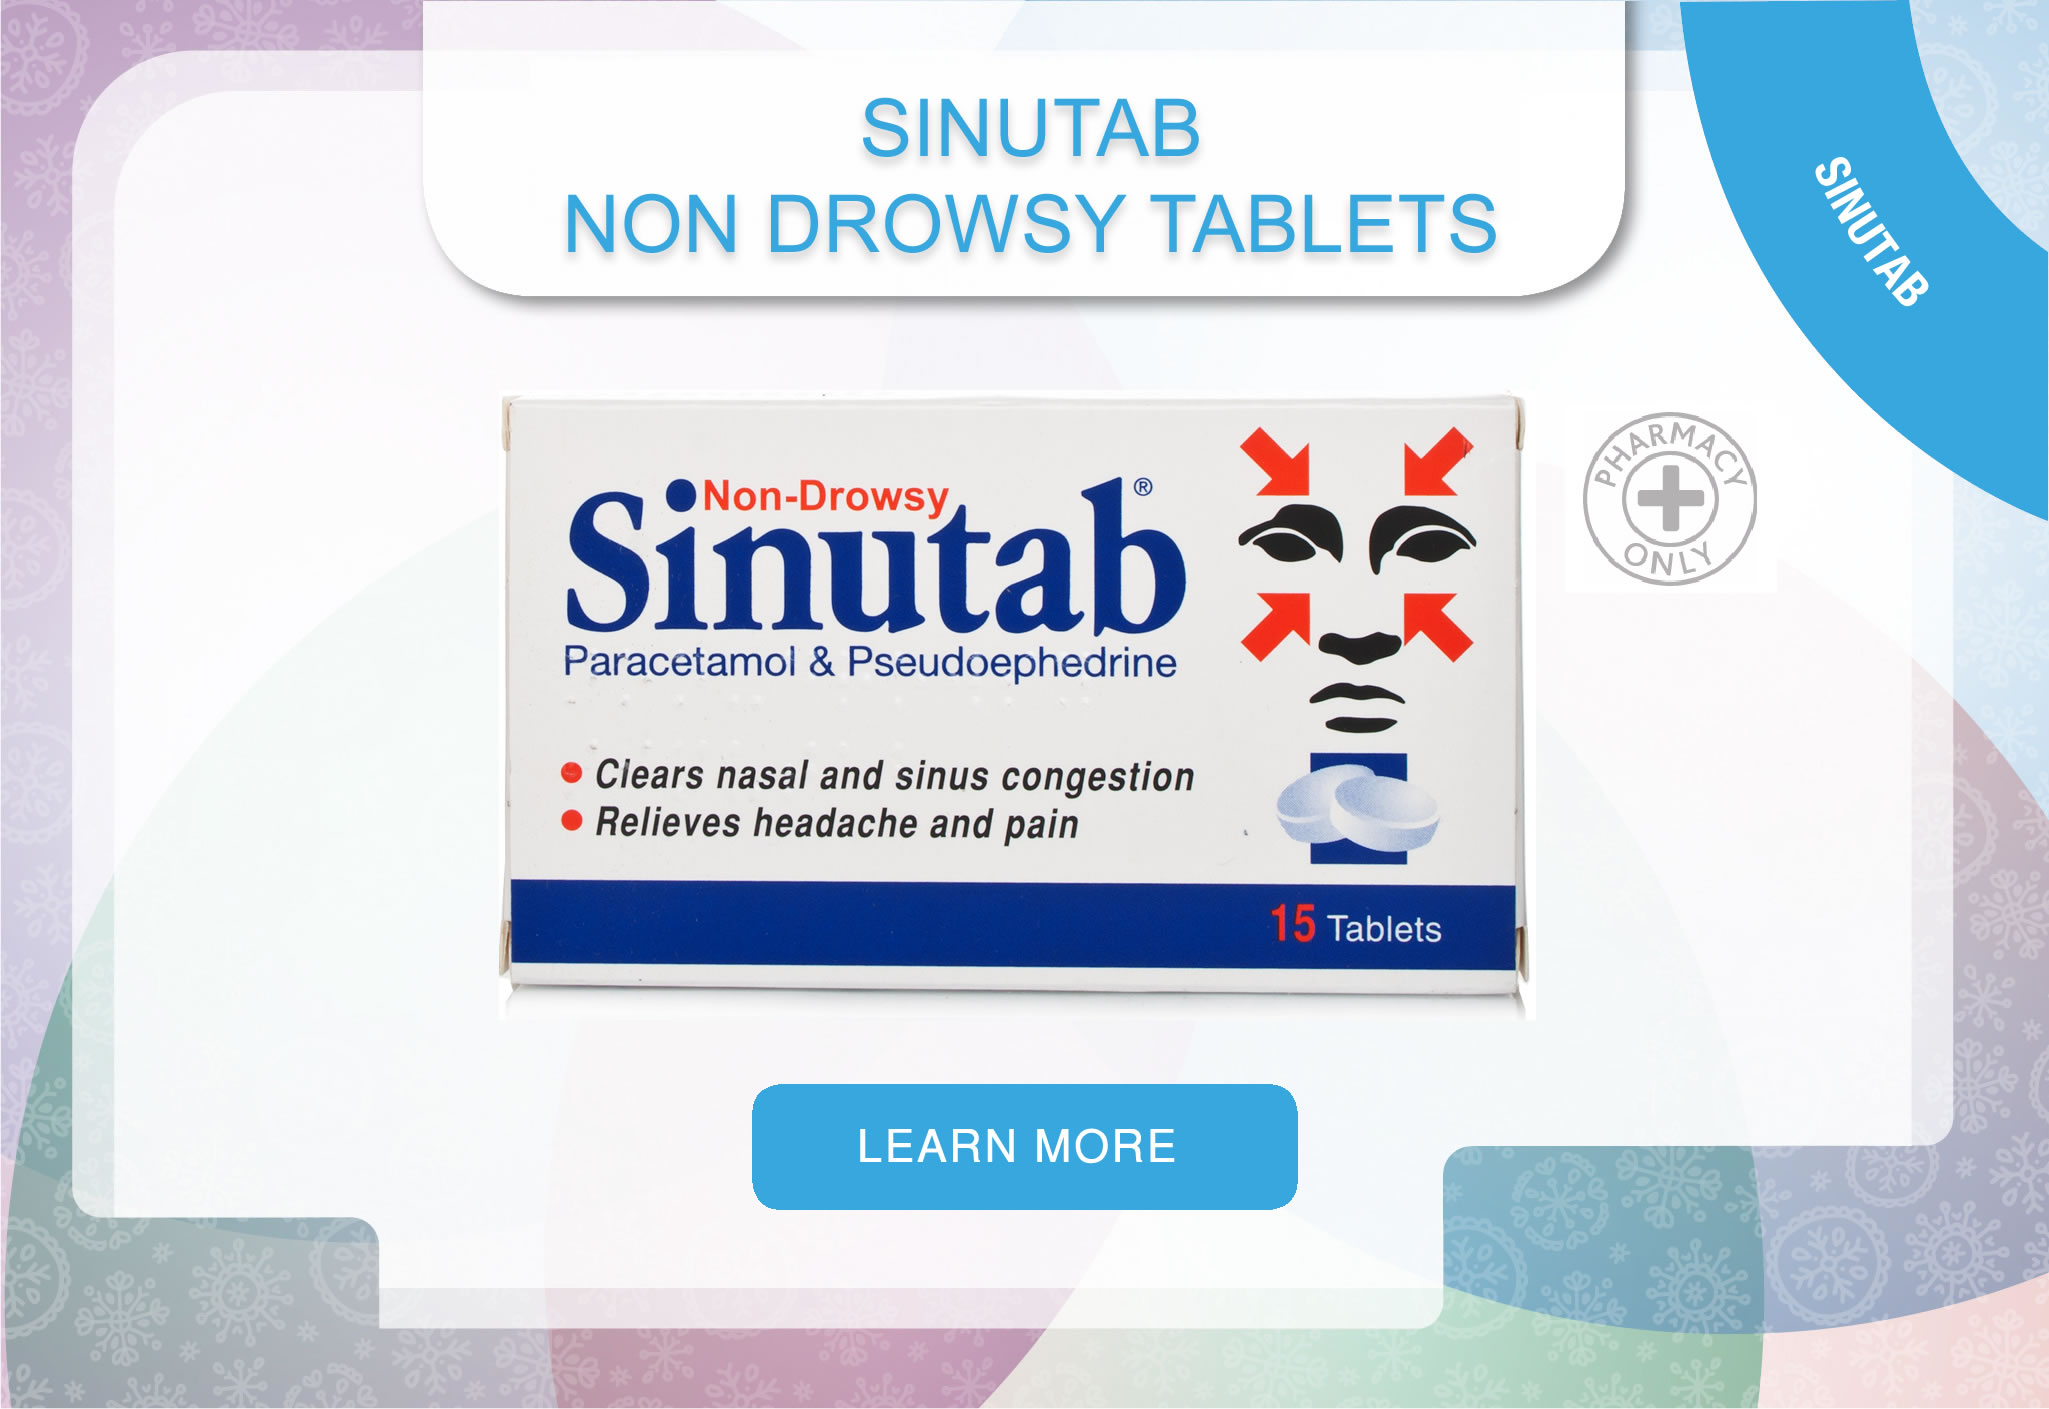 SINUTAB
NON DROWSY TABLETS
SINUTAB
PHARMACY
ONLY
Non-Drowsy
Sinutab®
Paracetamol & Pseudoephedrine
• Clears nasal and sinus congestion
• Relieves headache and pain
15 Tablets
LEARN MORE